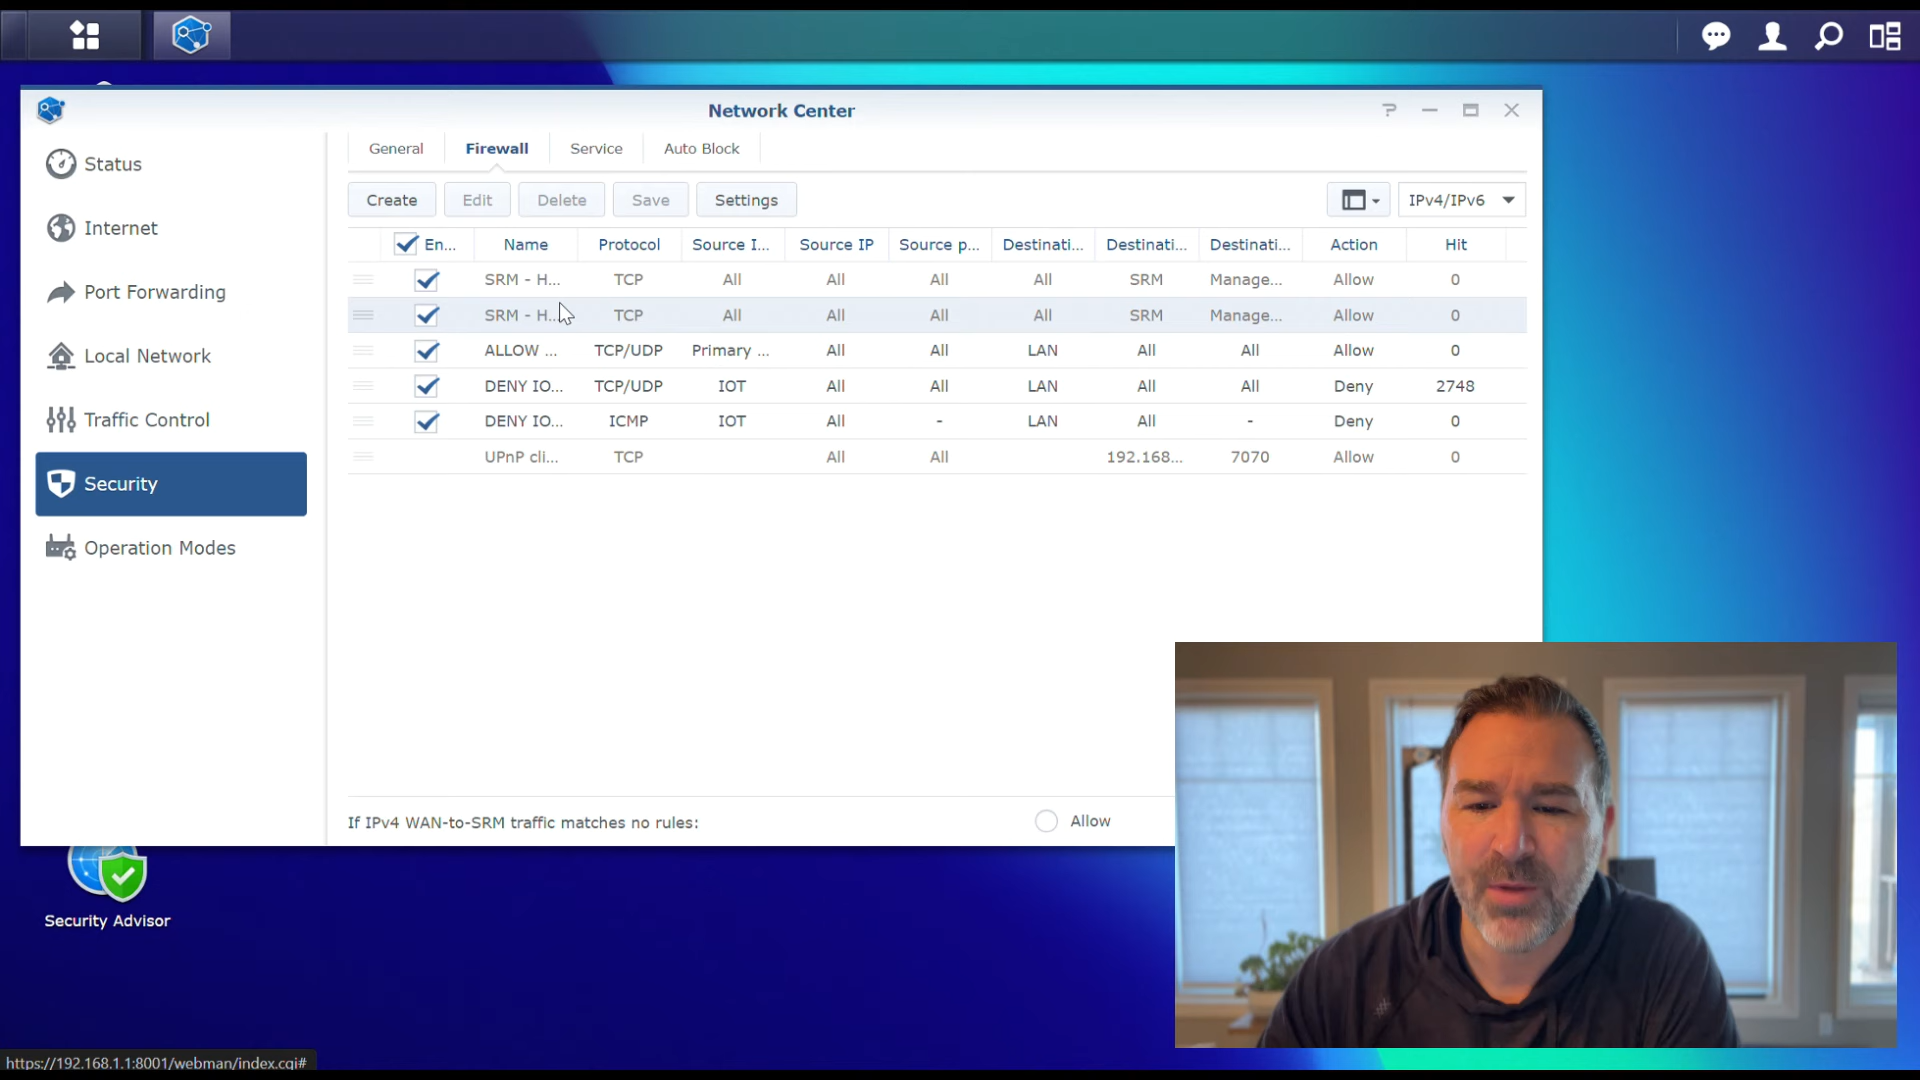 Network Center
Status
Internet
Port Forwarding
Local Network
Traffic Control
Security
Operation Modes
General Firewall Service Auto Block
Create Edit Delete Save Settings IPv4/IPv6
En... Name Protocol Source I... Source IP Source p... Destinati... Destinati... Destinati... Action Hit
SRM - H... TCP All All All All SRM Manage... Allow 0
SRM - H... TCP All All All All SRM Manage... Allow 0
ALLOW ... TCP/UDP Primary ... All All LAN All All Allow 0
DENY IO... TCP/UDP IOT All All LAN All All Deny 2748
DENY IO... ICMP IOT All - LAN All - Deny 0
UPnP cli... TCP All All 192.168... 7070 Allow 0
If IPv4 WAN-to-SRM traffic matches no rules: Allow
Security Advisor
https://192.168.1.1:8001/webman/index.cgi#